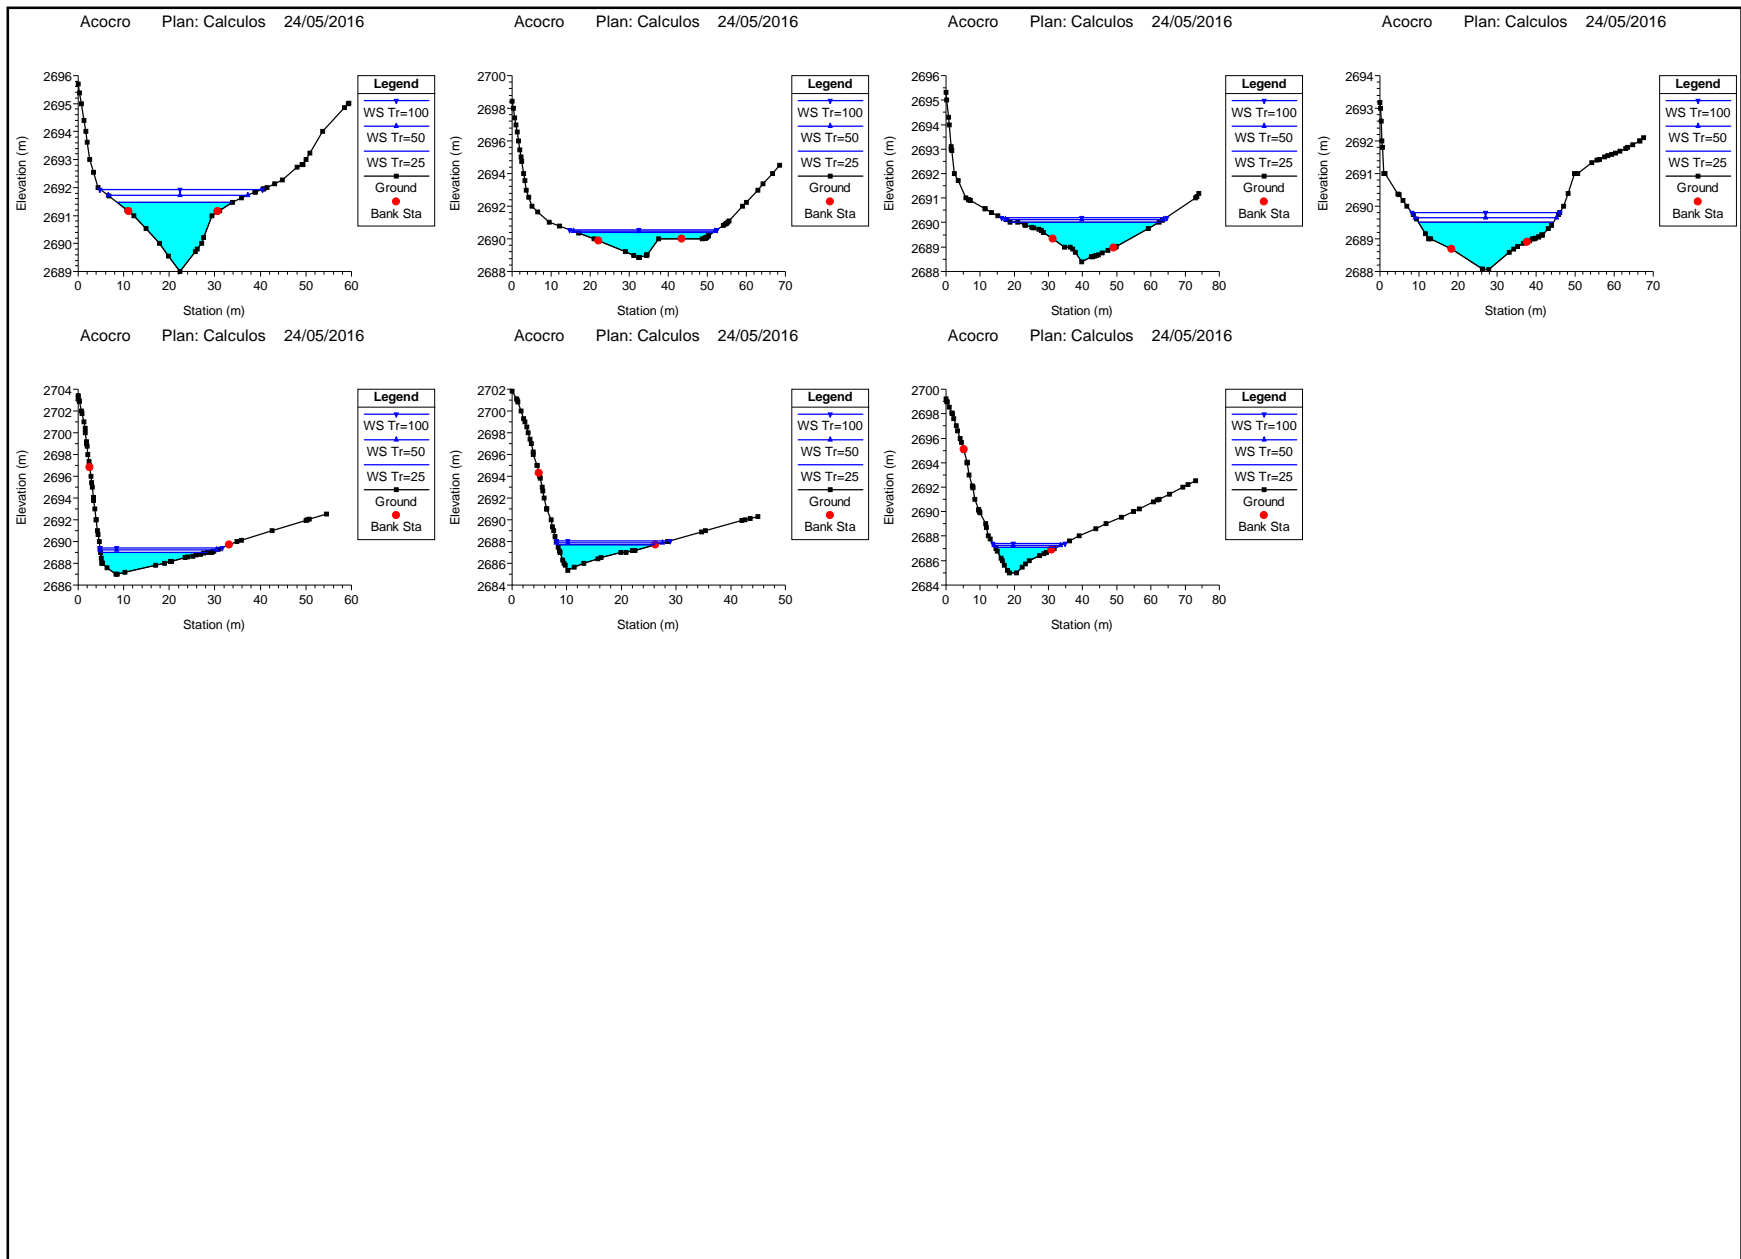 Acocro Plan: Calculos 24/05/2016
2696
2695
2694
2693
2692
2691
2690
2689
Elevation (m)
0 10 20 30 40 50 60
Station (m)
Legend
WS Tr=100
WS Tr=50
WS Tr=25
Ground
Bank Sta
Acocro Plan: Calculos 24/05/2016
2700
2698
2696
2694
2692
2690
2688
Elevation (m)
0 10 20 30 40 50 60 70
Station (m)
Legend
WS Tr=100
WS Tr=50
WS Tr=25
Ground
Bank Sta
Acocro Plan: Calculos 24/05/2016
2696
2695
2694
2693
2692
2691
2690
2689
2688
Elevation (m)
0 10 20 30 40 50 60 70 80
Station (m)
Legend
WS Tr=100
WS Tr=50
WS Tr=25
Ground
Bank Sta
Acocro Plan: Calculos 24/05/2016
2694
2693
2692
2691
2690
2689
2688
Elevation (m)
0 10 20 30 40 50 60 70
Station (m)
Legend
WS Tr=100
WS Tr=50
WS Tr=25
Ground
Bank Sta
Acocro Plan: Calculos 24/05/2016
2704
2702
2700
2698
2696
2694
2692
2690
2688
2686
Elevation (m)
0 10 20 30 40 50 60
Station (m)
Legend
WS Tr=100
WS Tr=50
WS Tr=25
Ground
Bank Sta
Acocro Plan: Calculos 24/05/2016
2702
2700
2698
2696
2694
2692
2690
2688
2686
2684
Elevation (m)
0 10 20 30 40 50
Station (m)
Legend
WS Tr=100
WS Tr=50
WS Tr=25
Ground
Bank Sta
Acocro Plan: Calculos 24/05/2016
2700
2698
2696
2694
2692
2690
2688
2686
2684
Elevation (m)
0 10 20 30 40 50 60 70 80
Station (m)
Legend
WS Tr=100
WS Tr=50
WS Tr=25
Ground
Bank Sta